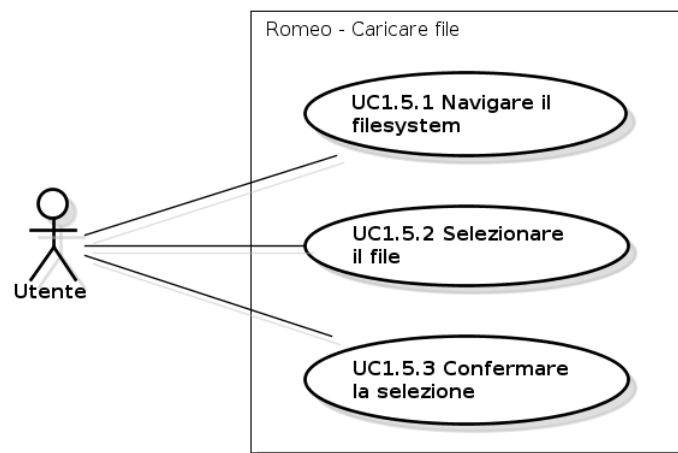 Romeo - Caricare file
UC1.5.1 Navigare il
filesystem
UC1.5.2 Selezionare
il file
Utente
UC1.5.3 Confermare
la selezione